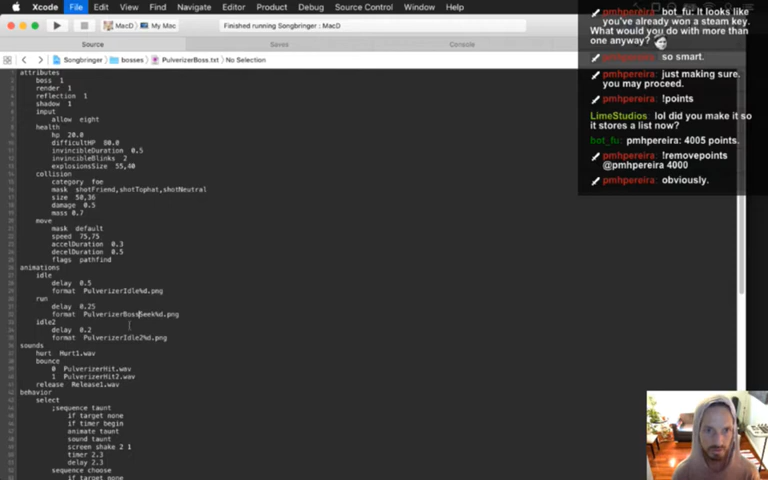 Xcode File Edit View Find Navigate Editor Product Debug Source Control Window Help
MacD My Mac
Finished running Songbringer : MacD
Source
Saves
Console
Songbringer bosses PulverizerBoss.txt No Selection
attributes
boss 1
render 1
reflection 1
shadow 1
input
allow eight
health
hp 20.0
difficultHP 80.0
invincibleDuration 0.5
invincibleBlinks 2
explosionsSize 55,40
collision
category foe
mask shotFriend,shotTophat,shotNeutral
size 50,36
damage 0.5
mass 0.7
move
mask default
speed 75,75
accelDuration 0.3
decelDuration 0.5
flags pathfind
animations
idle
delay 0.5
format PulverizerIdle%d.png
run
delay 0.25
format PulverizerBossSeek%d.png
idle2
delay 0.2
format PulverizerIdle2%d.png
sounds
hurt Hurt1.wav
bounce
0 PulverizerHit.wav
1 PulverizerHit2.wav
release Release1.wav
behavior
select
;sequence taunt
if target none
if timer begin
animate taunt
sound taunt
screen shake 2 1
timer 2.3
delay 2.3
sequence choose
if target none
pmhpereira: bot_fu: It looks like
you've already won a steam key.
What would you do with more than
one anyway?
pmhpereira: so smart.
pmhpereira: just making sure.
you may proceed.
pmhpereira: !points
LimeStudios: lol did you make it so
it stores a list now?
bot_fu: pmhpereira: 4005 points.
pmhpereira: !removepoints
@pmhpereira 4000
pmhpereira: obviously.